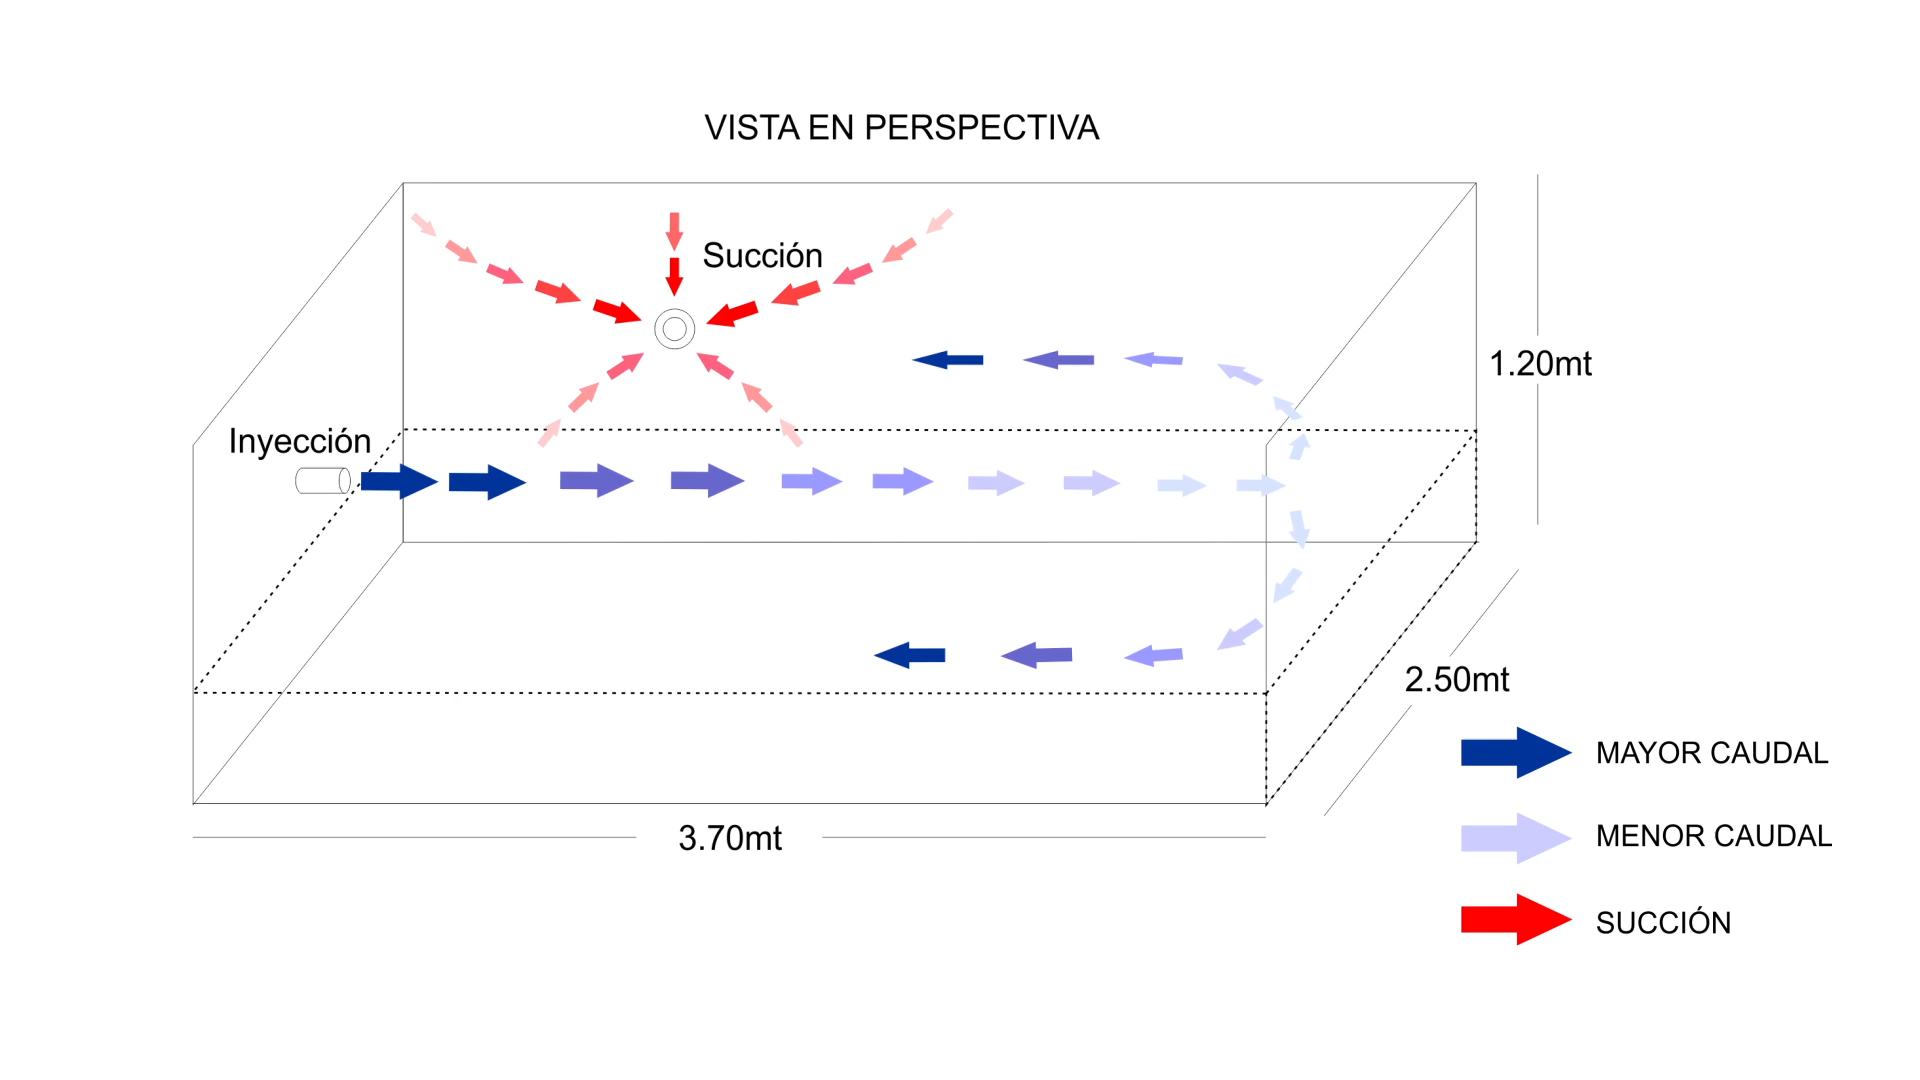 VISTA EN PERSPECTIVA
Succión
1.20mt
Inyección
2.50mt
MAYOR CAUDAL
3.70mt
MENOR CAUDAL
SUCCIÓN